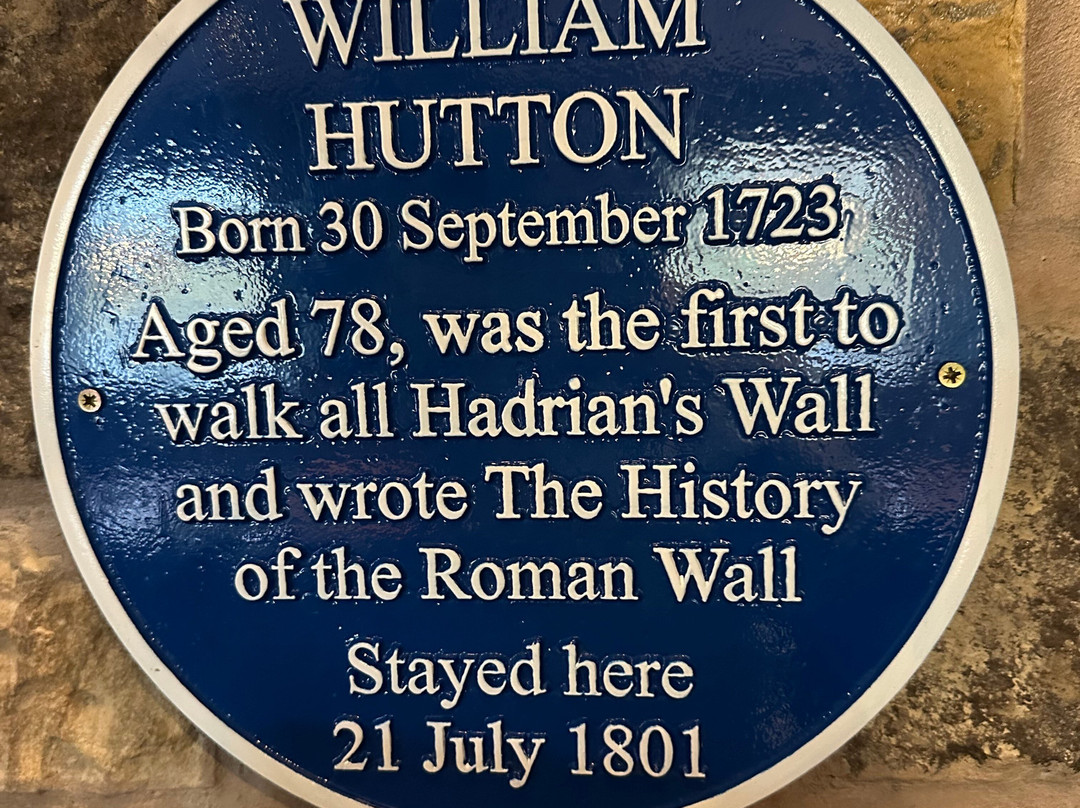 WILLIAM
HUTTON
Born 30 September 1723
Aged 78, was the first to
walk all Hadrian's Wall
and wrote The History
of the Roman Wall
Stayed here
21 July 1801